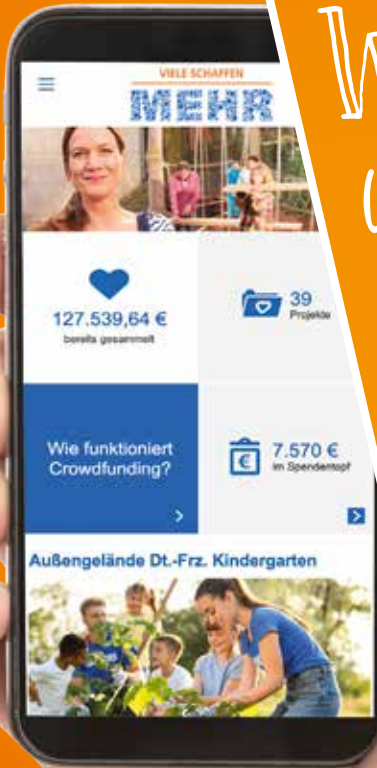 VIELE SCHAFFEN
MEHR
127.539,64 €
bereits gesammelt
39
Projekte
Wie funktioniert
Crowdfunding?
7.570 €
im Spendentopf
Außengelände Dt.-Frz. Kindergarten